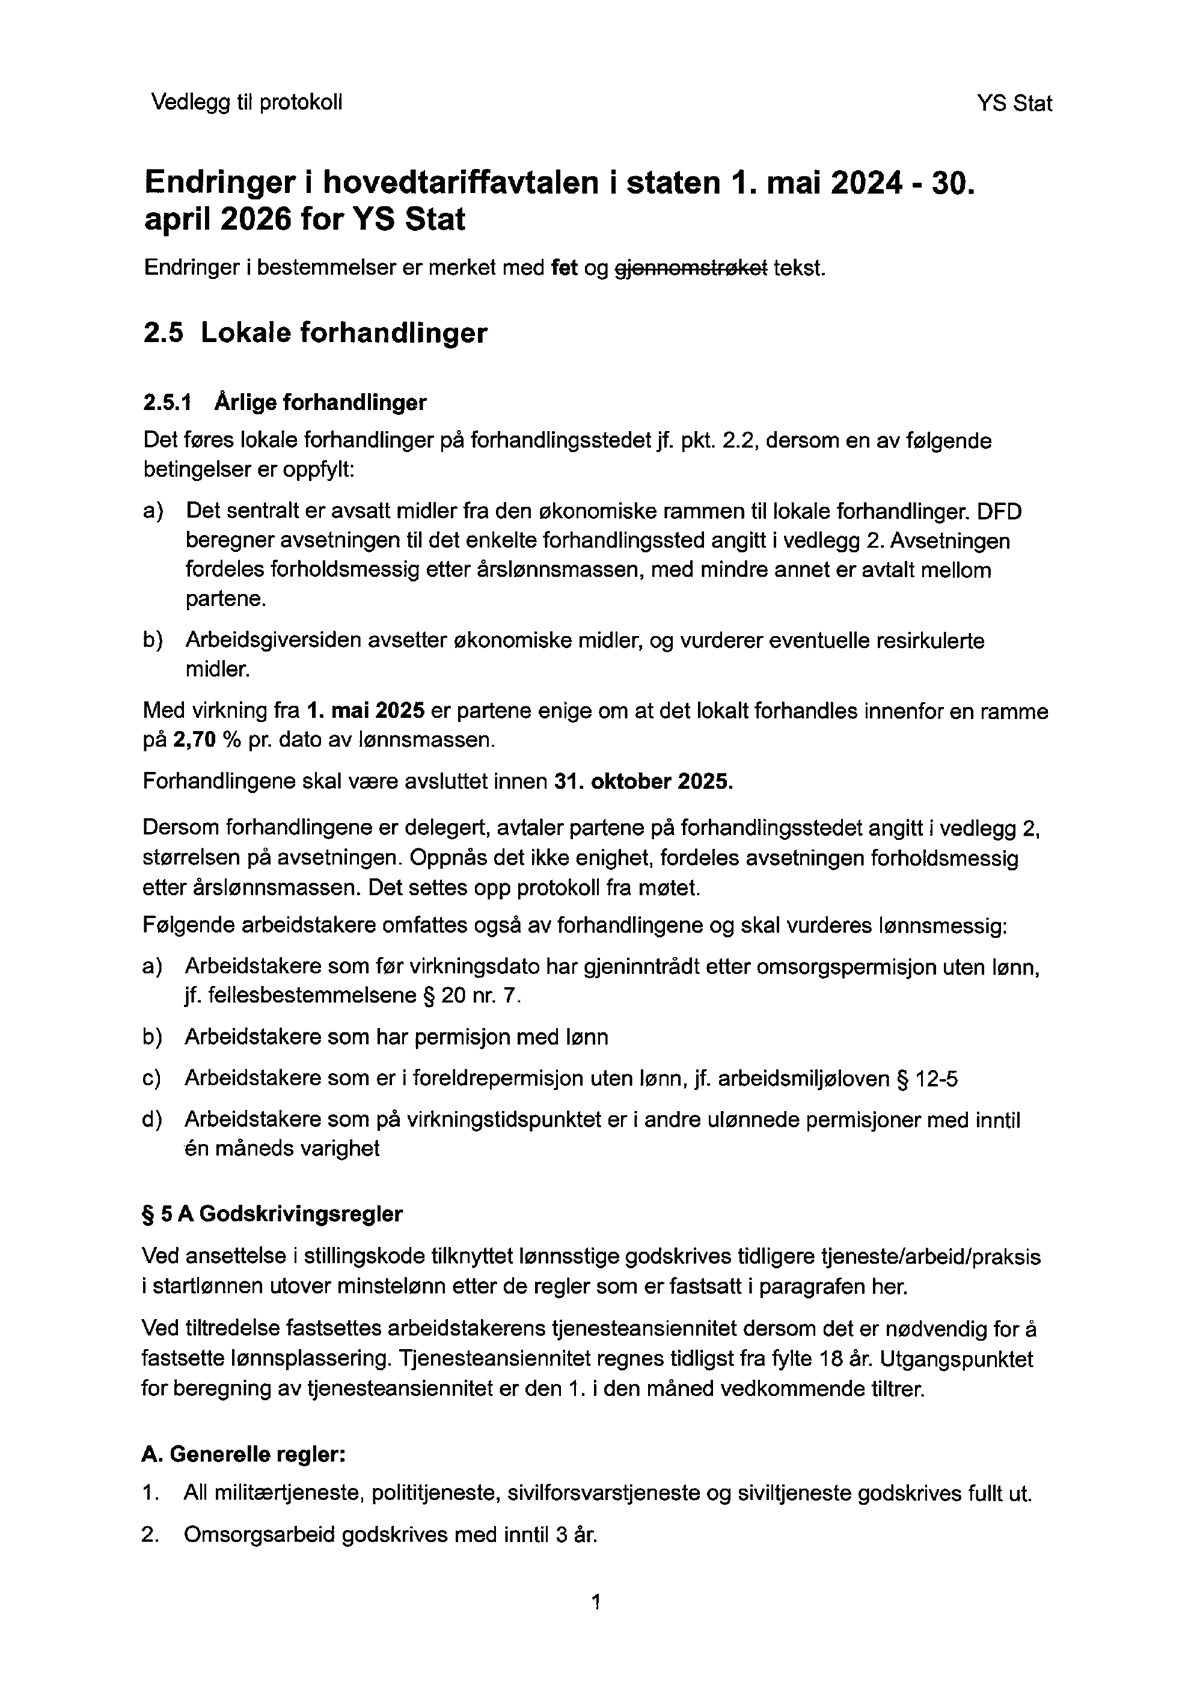 Vedlegg til protokoll
YS Stat
Endringer i hovedtariffavtalen i staten 1. mai 2024 - 30.
april 2026 for YS Stat
Endringer i bestemmelser er merket med fet og gjennomstrøket tekst.
2.5 Lokale forhandlinger
2.5.1 Årlige forhandlinger
Det føres lokale forhandlinger på forhandlingsstedet jf. pkt. 2.2, dersom en av følgende
betingelser er oppfylt:
a) Det sentralt er avsatt midler fra den økonomiske rammen til lokale forhandlinger. DFD
beregner avsetningen til det enkelte forhandlingssted angitt i vedlegg 2. Avsetningen
fordeles forholdsmessig etter årslønnsmassen, med mindre annet er avtalt mellom
partene.
b) Arbeidsgiversiden avsetter økonomiske midler, og vurderer eventuelle resirkulerte
midler.
Med virkning fra 1. mai 2025 er partene enige om at det lokalt forhandles innenfor en ramme
på 2,70 % pr. dato av lønnsmassen.
Forhandlingene skal være avsluttet innen 31. oktober 2025.
Dersom forhandlingene er delegert, avtaler partene på forhandlingsstedet angitt i vedlegg 2,
størrelsen på avsetningen. Oppnås det ikke enighet, fordeles avsetningen forholdsmessig
etter årslønnsmassen. Det settes opp protokoll fra møtet.
Følgende arbeidstakere omfattes også av forhandlingene og skal vurderes lønnsmessig:
a) Arbeidstakere som før virkningsdato har gjeninntrådt etter omsorgspermisjon uten lønn,
jf. fellesbestemmelsene § 20 nr. 7.
b) Arbeidstakere som har permisjon med lønn
c) Arbeidstakere som er i foreldrepermisjon uten lønn, jf. arbeidsmiljøloven § 12-5
d) Arbeidstakere som på virkningstidspunktet er i andre ulønnede permisjoner med inntil
én måneds varighet
§ 5 A Godskrivingsregler
Ved ansettelse i stillingskode tilknyttet lønnsstige godskrives tidligere tjeneste/arbeid/praksis
i startlønnen utover minstelønn etter de regler som er fastsatt i paragrafen her.
Ved tiltredelse fastsettes arbeidstakerens tjenesteansiennitet dersom det er nødvendig for å
fastsette lønnsplassering. Tjenesteansiennitet regnes tidligst fra fylte 18 år. Utgangspunktet
for beregning av tjenesteansiennitet er den 1. i den måned vedkommende tiltrer.
A. Generelle regler:
1. All militærtjeneste, polititjeneste, sivilforsvarstjeneste og siviltjeneste godskrives fullt ut.
2. Omsorgsarbeid godskrives med inntil 3 år.
1